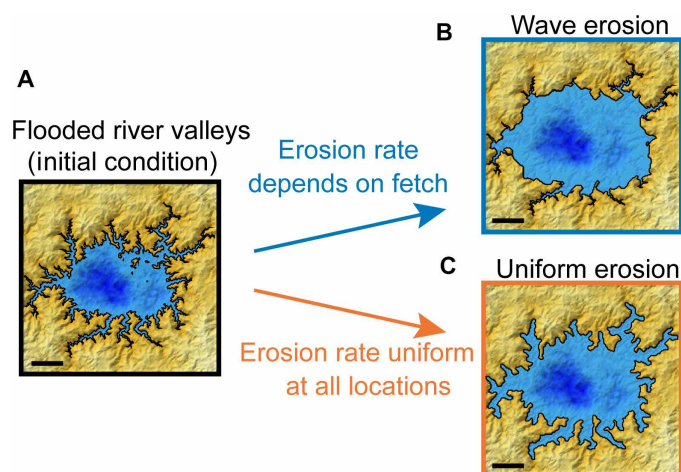 A
Flooded river valleys
(initial condition)
Erosion rate
depends on fetch
Erosion rate uniform
at all locations
B
Wave erosion
C
Uniform erosion